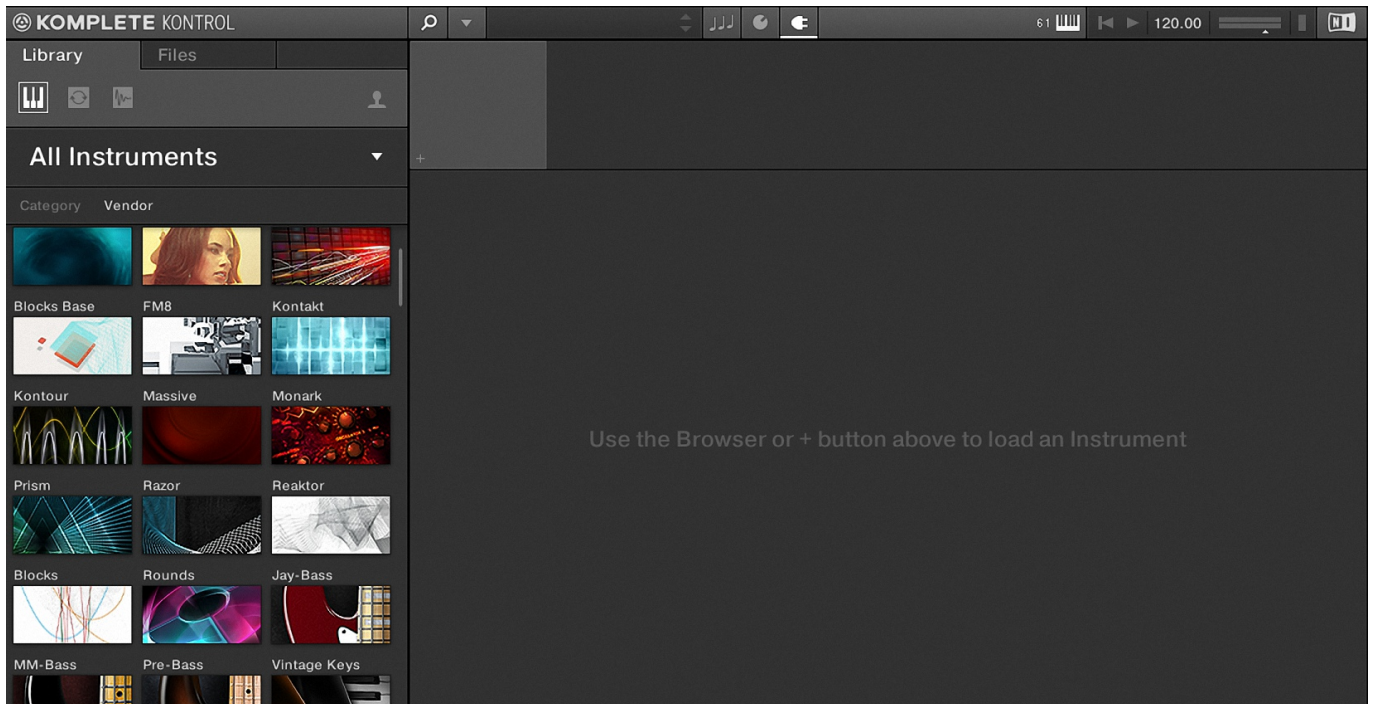 KOMPLETE KONTROL
61
120.00
Library Files
All Instruments
Category Vendor
+
Blocks Base FM8 Kontakt
Kontour Massive Monark
Use the Browser or + button above to load an Instrument
Prism Razor Reaktor
Blocks Rounds Jay-Bass
MM-Bass Pre-Bass Vintage Keys